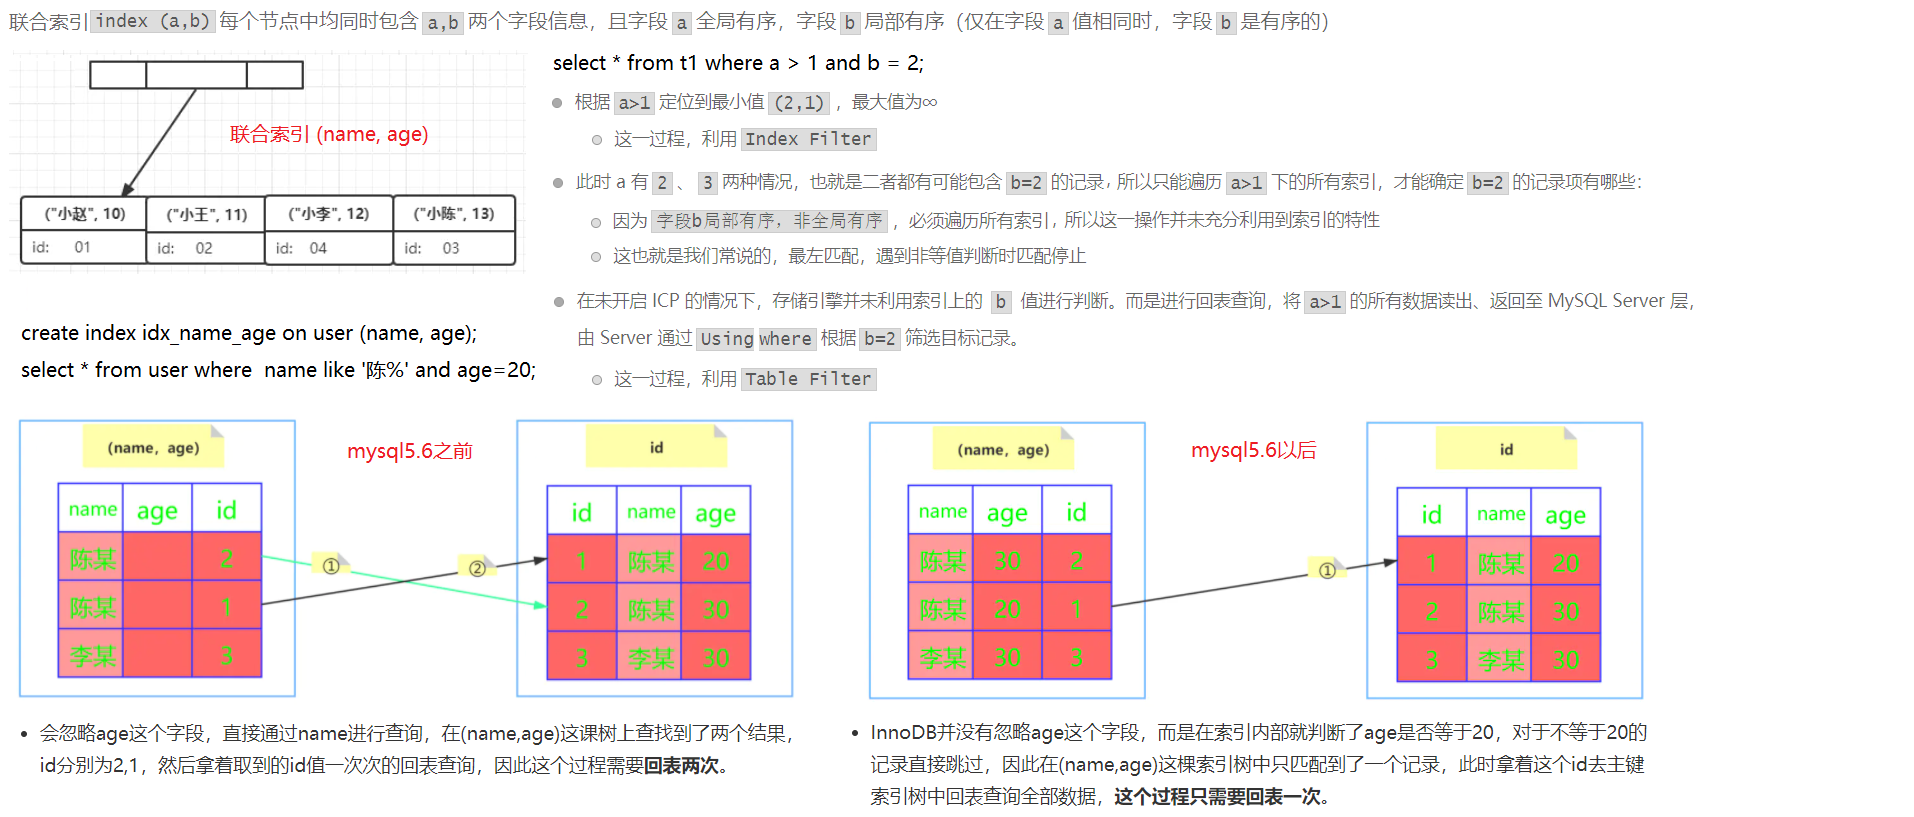 联合索引 index (a,b) 每个节点中均同时包含 a,b 两个字段信息，且字段 a 全局有序，字段 b 局部有序（仅在字段 a 值相同时，字段 b 是有序的）
联合索引 (name, age)
("小赵", 10) ("小王", 11) ("小李", 12) ("小陈", 13)
id: 01 id: 02 id: 04 id: 03
create index idx_name_age on user (name, age);
select * from user where name like '陈%' and age=20;
select * from t1 where a > 1 and b = 2;
根据 a>1 定位到最小值 (2,1) ，最大值为∞
这一过程，利用 Index Filter
此时 a 有 2 、 3 两种情况，也就是二者都有可能包含 b=2 的记录，所以只能遍历 a>1 下的所有索引，才能确定 b=2 的记录项有哪些：
因为 字段b局部有序，非全局有序 ，必须遍历所有索引，所以这一操作并未充分利用到索引的特性
这也就是我们常说的，最左匹配，遇到非等值判断时匹配停止
在未开启 ICP 的情况下，存储引擎并未利用索引上的 b 值进行判断。而是进行回表查询，将 a>1 的所有数据读出、返回至 MySQL Server 层，
由 Server 通过 Using where 根据 b=2 筛选目标记录。
这一过程，利用 Table Filter
(name, age)
mysql5.6之前
id
name age id
陈某 2
陈某 1
李某 3
① ②
id name age
1 陈某 20
2 陈某 30
3 李某 30
会忽略age这个字段，直接通过name进行查询，在(name,age)这课树上查找到了两个结果，
id分别为2,1，然后拿着取到的id值一次次的回表查询，因此这个过程需要回表两次。
(name, age)
mysql5.6以后
id
name age id
陈某 30 2
陈某 20 1
李某 30 3
①
id name age
1 陈某 20
2 陈某 30
3 李某 30
InnoDB并没有忽略age这个字段，而是在索引内部就判断了age是否等于20，对于不等于20的
记录直接跳过，因此在(name,age)这棵索引树中只匹配到了一个记录，此时拿着这个id去主键
索引树中回表查询全部数据，这个过程只需要回表一次。